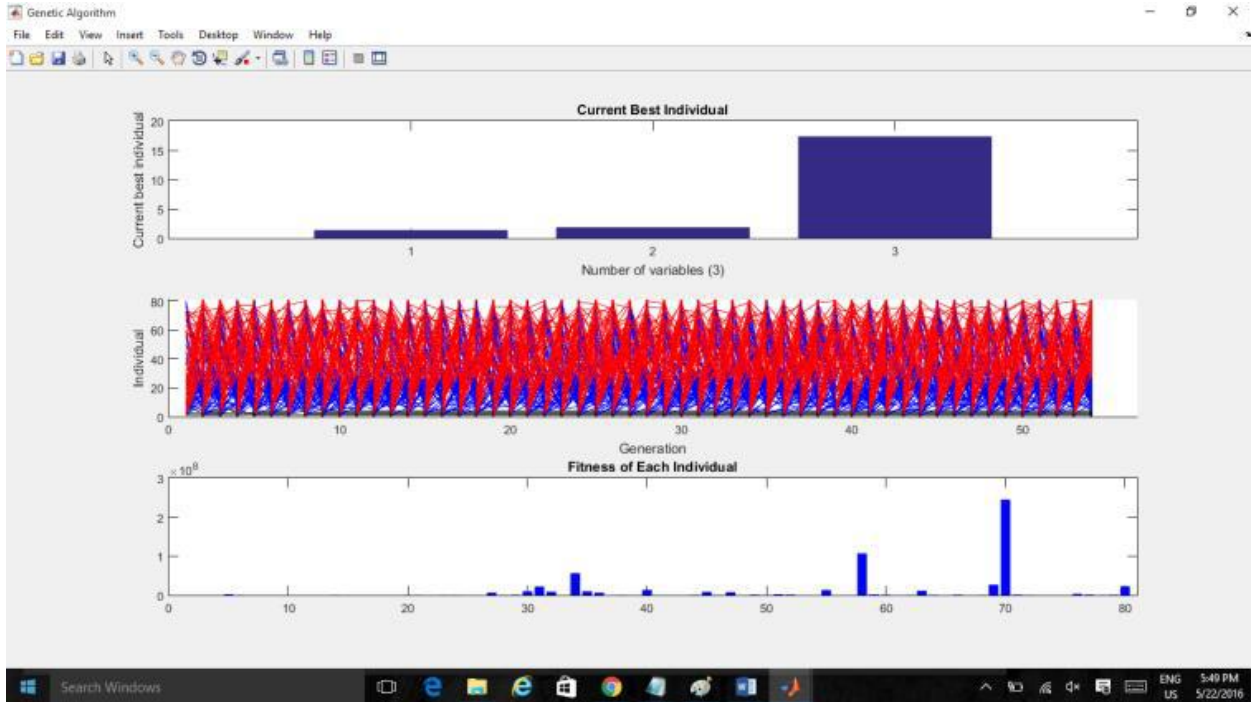 Genetic Algorithm
File Edit View Insert Tools Desktop Window Help
Current Best Individual
Current best individual
20
15
10
5
0
1 2 3
Number of variables (3)
Individual
80
60
40
20
0
0 10 20 30 40 50
Generation
Fitness of Each Individual
× 10^8
3
2
1
0
0 10 20 30 40 50 60 70 80
Search Windows
ENG 5:49 PM
US 5/22/2016